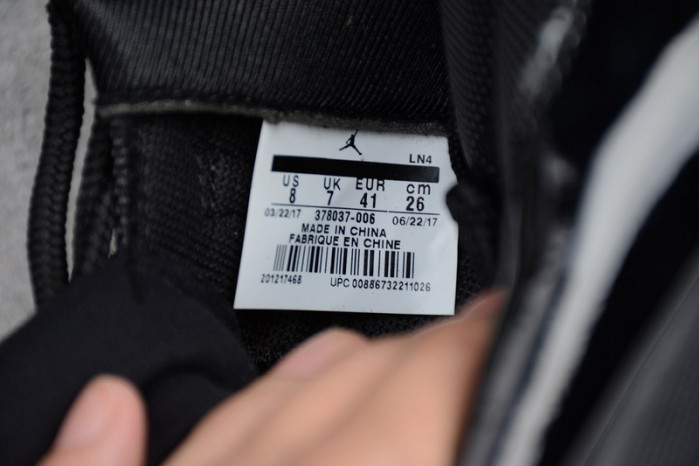 LN4
US UK EUR cm
8 7 41 26
03/22/17 378037-006 06/22/17
MADE IN CHINA
FABRIQUE EN CHINE
201217468 UPC 00886732211026